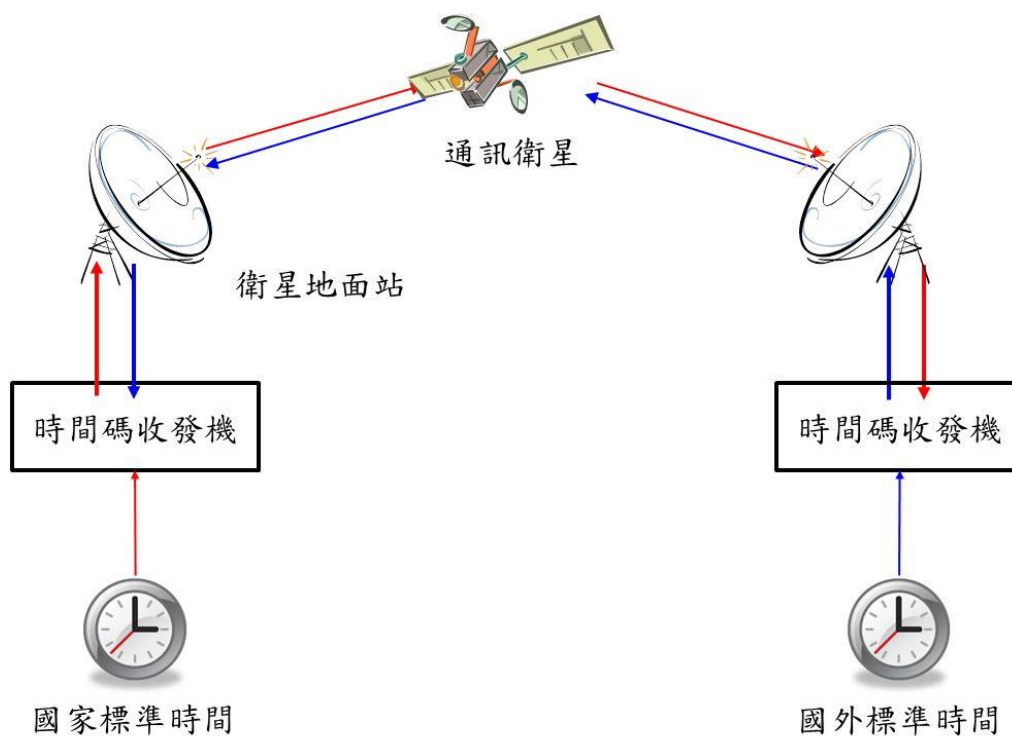 通訊衛星
衛星地面站
時間碼收發機
時間碼收發機
國家標準時間
國外標準時間